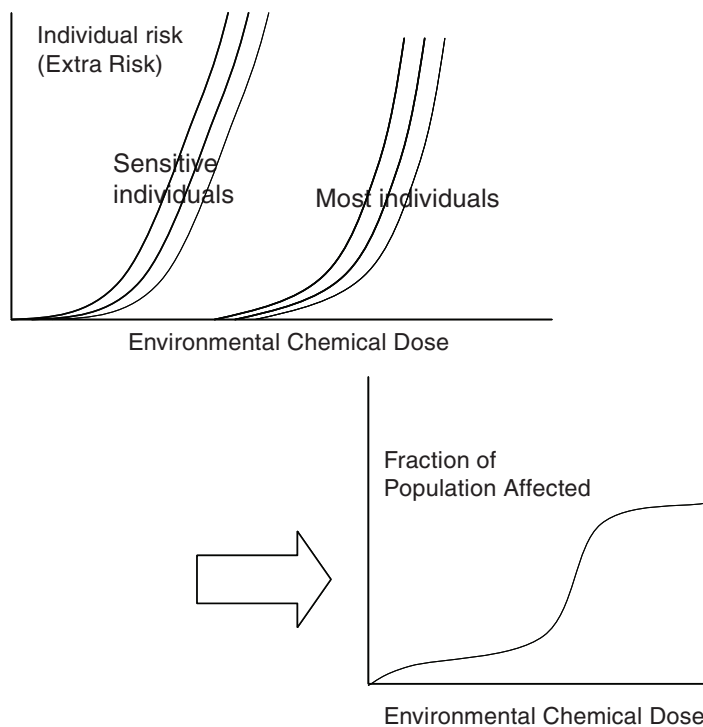 Individual risk
(Extra Risk)
Sensitive
individuals
Most individuals
Environmental Chemical Dose
Fraction of
Population Affected
Environmental Chemical Dose